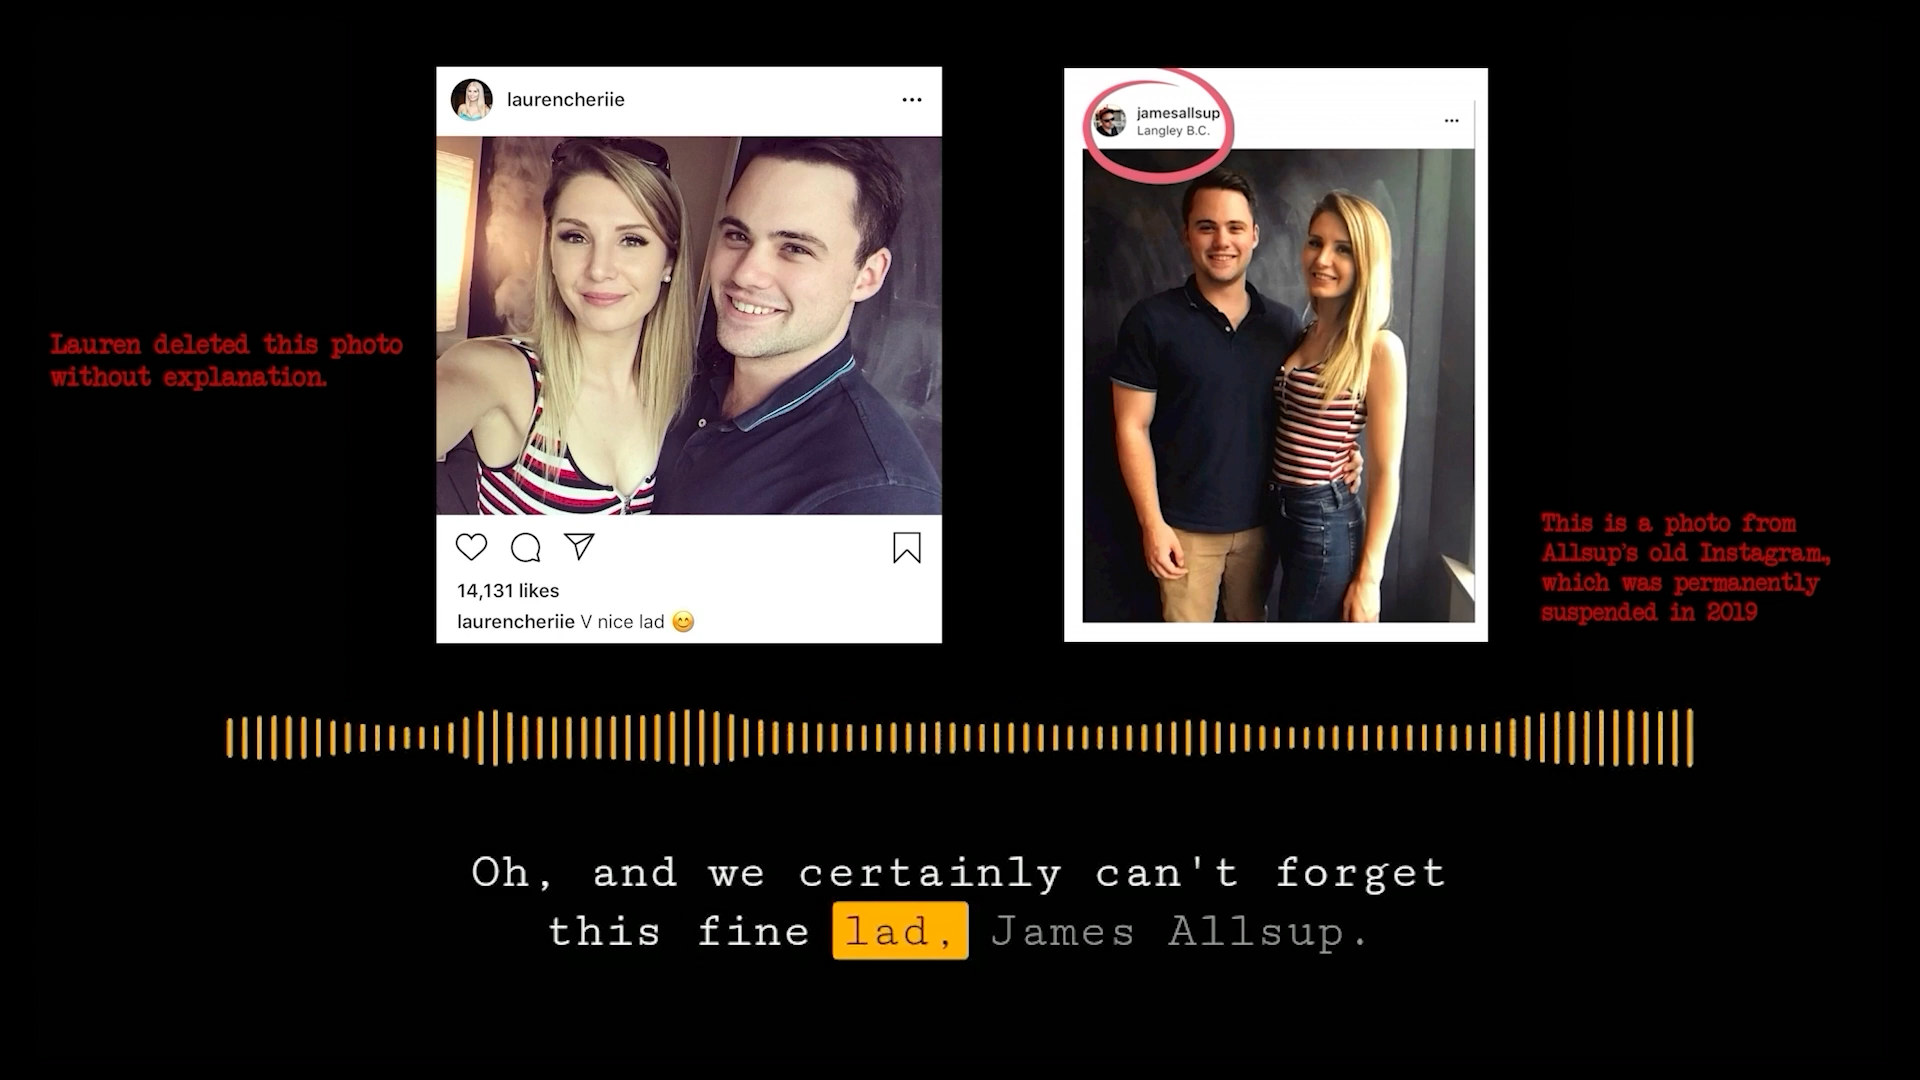 laurencheriie
jamesallsup
Langley B.C.
Lauren deleted this photo
without explanation.
This is a photo from
Allsup's old Instagram,
which was permanently
suspended in 2019
14,131 likes
laurencheriie V nice lad 😊
Oh, and we certainly can't forget
this fine lad, James Allsup.